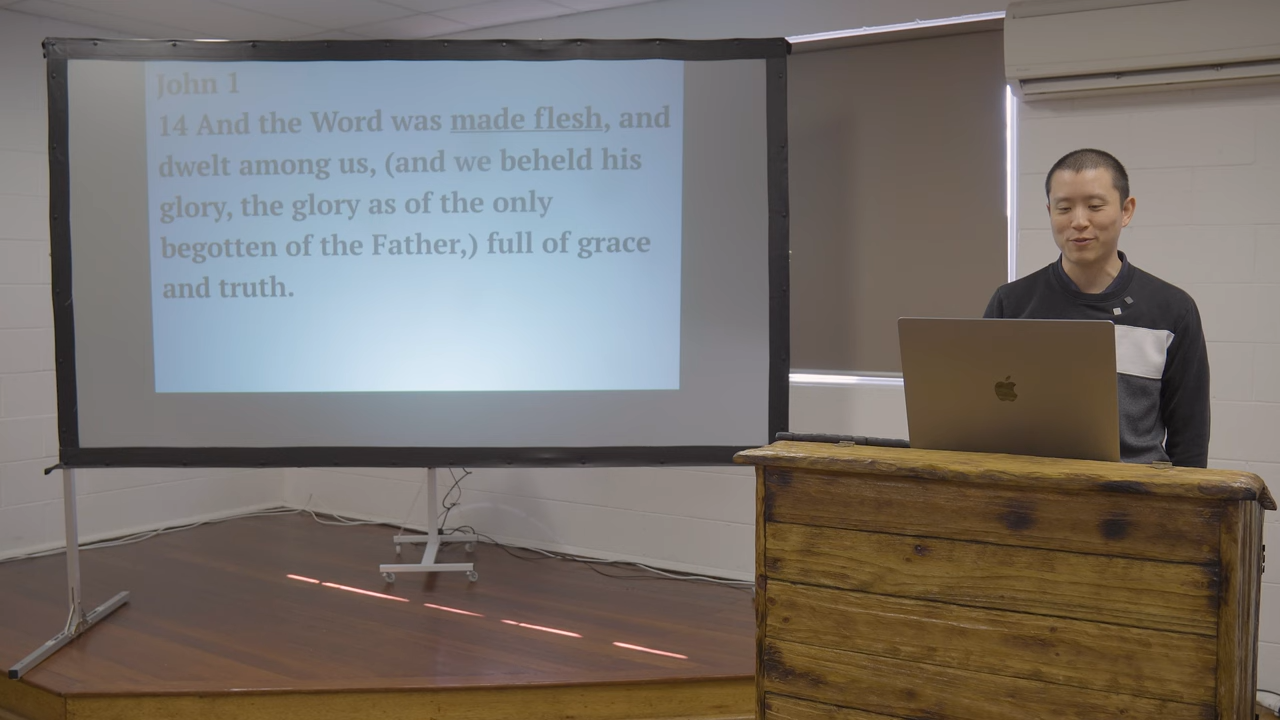 John 1
14 And the Word was made flesh, and
dwelt among us, (and we beheld his
glory, the glory as of the only
begotten of the Father,) full of grace
and truth.